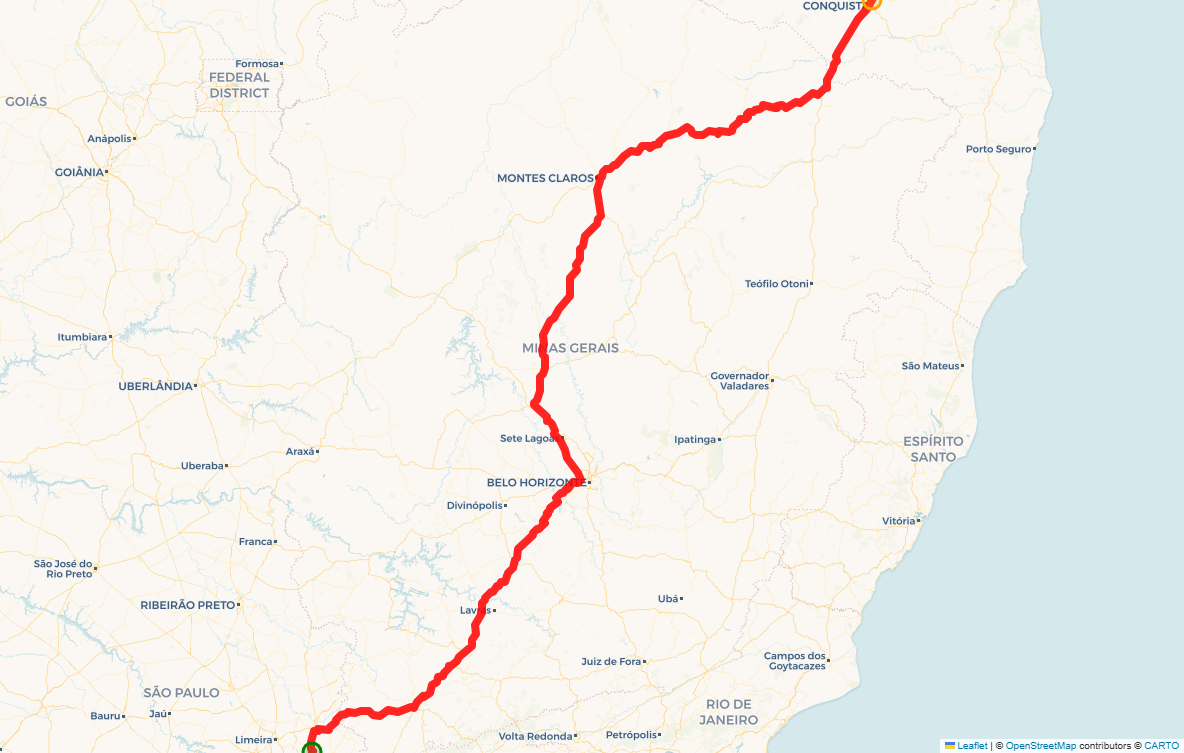 CONQUIST
Formosa
FEDERAL
DISTRICT
GOIÁS
Anápolis
Porto Seguro
GOIÂNIA
MONTES CLAROS
Teófilo Otoni
Itumbiara
MINAS GERAIS
São Mateus
Governador
Valadares
UBERLÂNDIA
Sete Lagoas
Ipatinga
ESPÍRITO
SANTO
Araxá
Uberaba
BELO HORIZONTE
Divinópolis
Vitória
Franca
São José do
Rio Preto
Ubá
RIBEIRÃO PRETO
Lavras
Juiz de Fora
Campos dos
Goytacazes
SÃO PAULO
RIO DE
JANEIRO
Bauru
Jaú
Limeira
Volta Redonda
Petrópolis
Leaflet | © OpenStreetMap contributors © CARTO